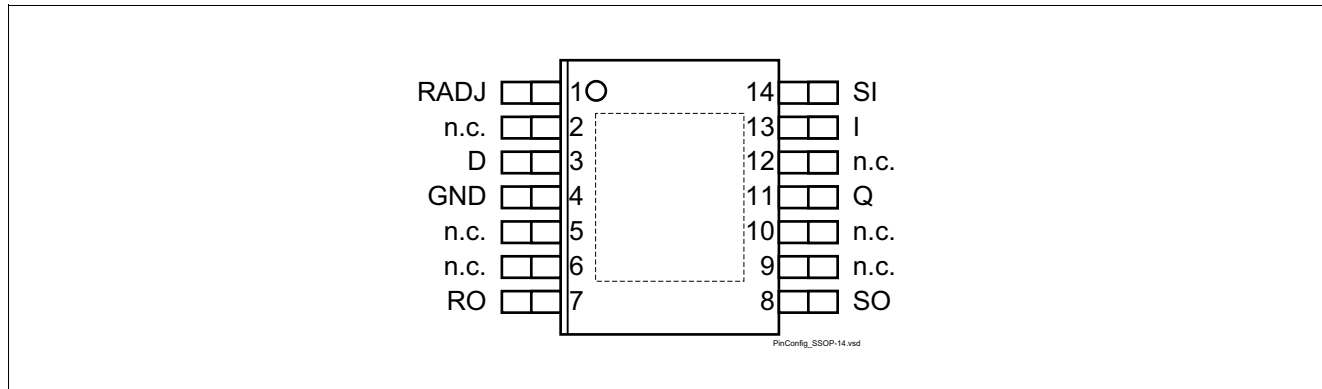 RADJ 1 14 SI
n.c. 2 13 I
D 3 12 n.c.
GND 4 11 Q
n.c. 5 10 n.c.
n.c. 6 9 n.c.
RO 7 8 SO
PinConfig_SSOP-14.vsd